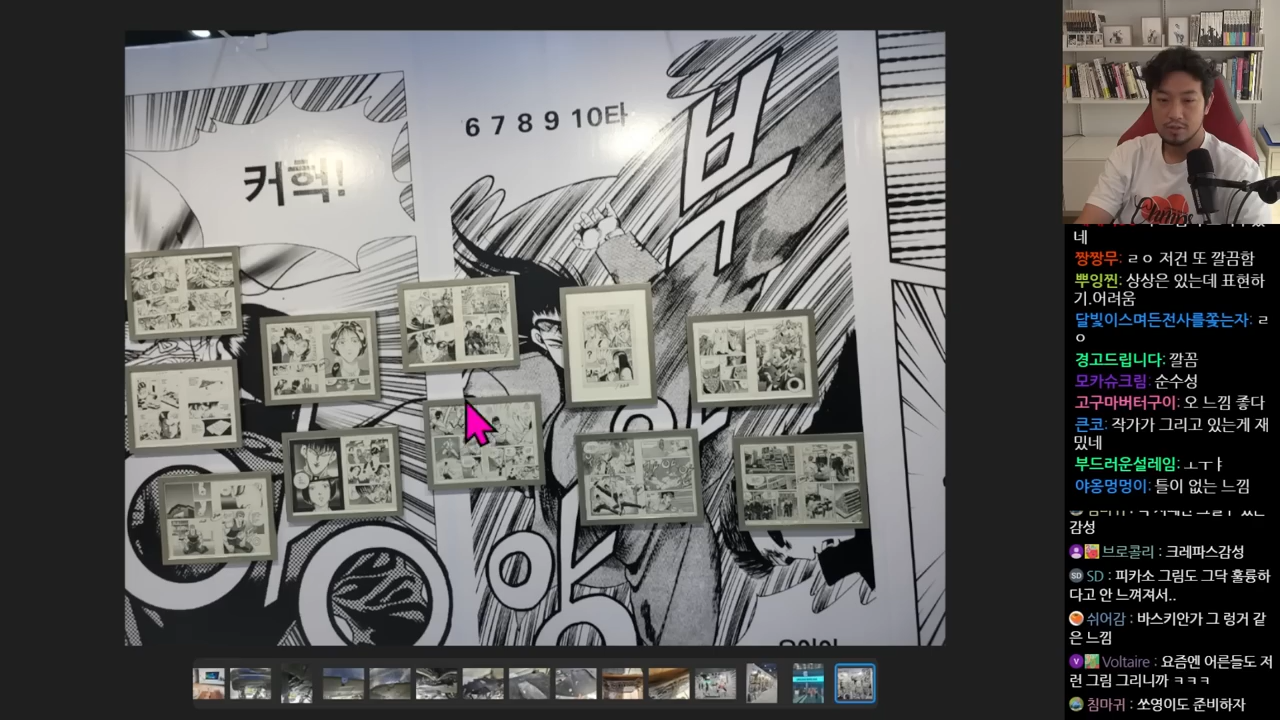 6 7 8 9 10타
커헉!
부
아
앙
네
짱짱무: ㄹㅇ 저건 또 깔끔함
뿌잉찐: 상상은 있는데 표현하
기.어려움
달빛이스며든전사를쫓는자: ㄹ
ㅇ
경고드립니다: 깔꼼
모카슈크림: 순수성
고구마버터구이: 오 느낌 좋다
큰코: 작가가 그리고 있는게 재
밌네
부드러운설레임: ㅗㅜㅑ
야옹멍멍이: 틀이 없는 느낌
감성
브로콜리 : 크레파스감성
SD : 피카소 그림도 그닥 훌륭하
다고 안 느껴져서..
쉬어감 : 바스키안가 그 렁거 같
은 느낌
Voltaire : 요즘엔 어른들도 저
런 그림 그리니까 ㅋㅋㅋ
침마귀 : 쏘영이도 준비하자